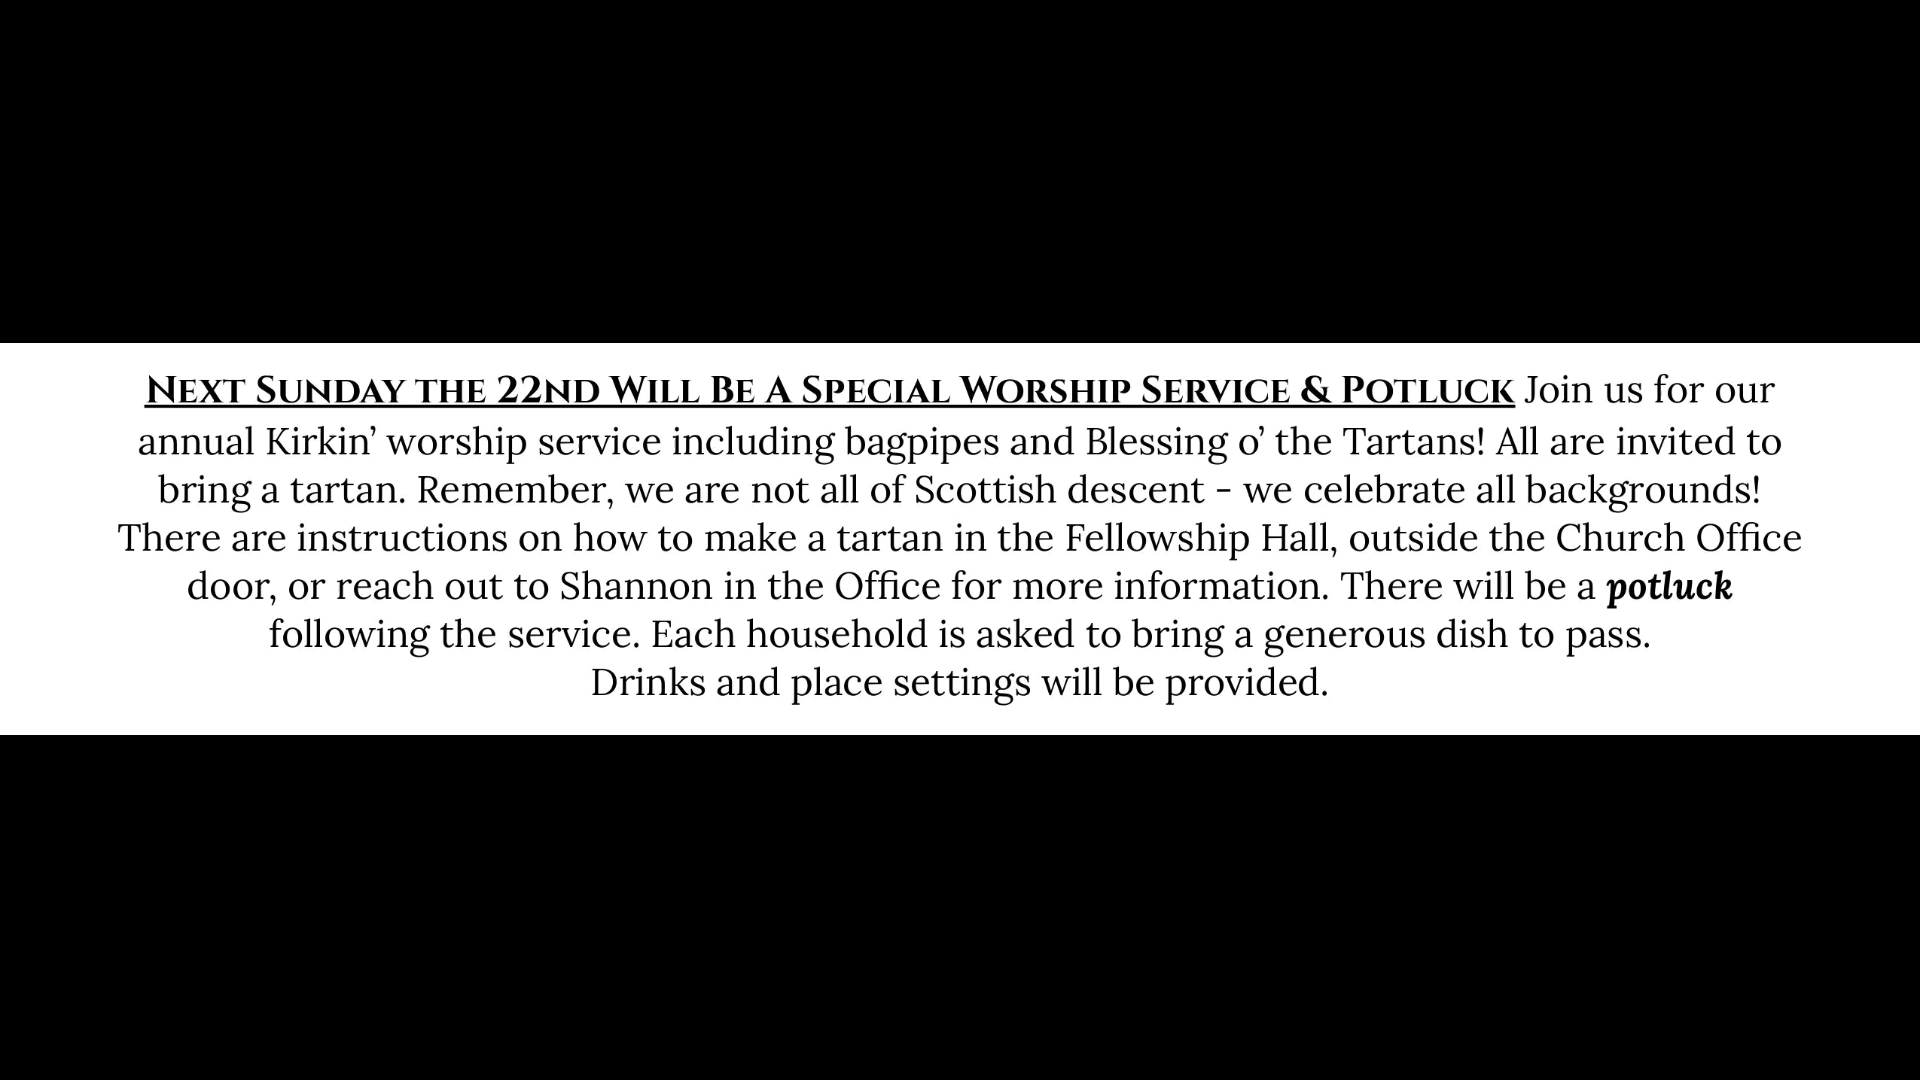 Next Sunday the 22nd Will Be A Special Worship Service & Potluck Join us for our
annual Kirkin’ worship service including bagpipes and Blessing o’ the Tartans! All are invited to
bring a tartan. Remember, we are not all of Scottish descent - we celebrate all backgrounds!
There are instructions on how to make a tartan in the Fellowship Hall, outside the Church Office
door, or reach out to Shannon in the Office for more information. There will be a potluck
following the service. Each household is asked to bring a generous dish to pass.
Drinks and place settings will be provided.